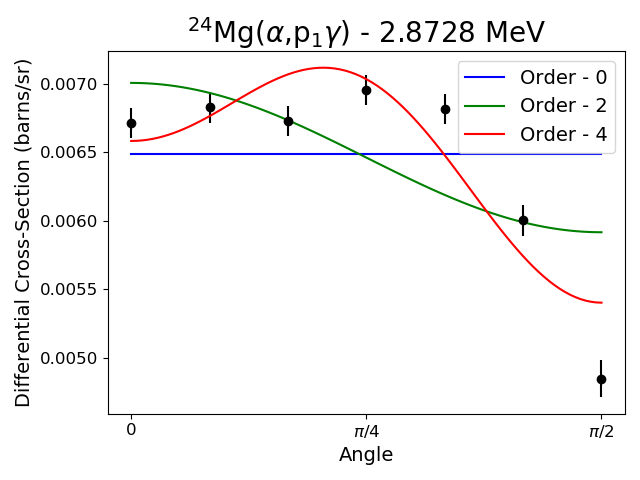 ²⁴Mg(α,p₁γ) - 2.8728 MeV
Differential Cross-Section (barns/sr)
0.0070
0.0065
0.0060
0.0055
0.0050
Order - 0
Order - 2
Order - 4
0
π/4
π/2
Angle